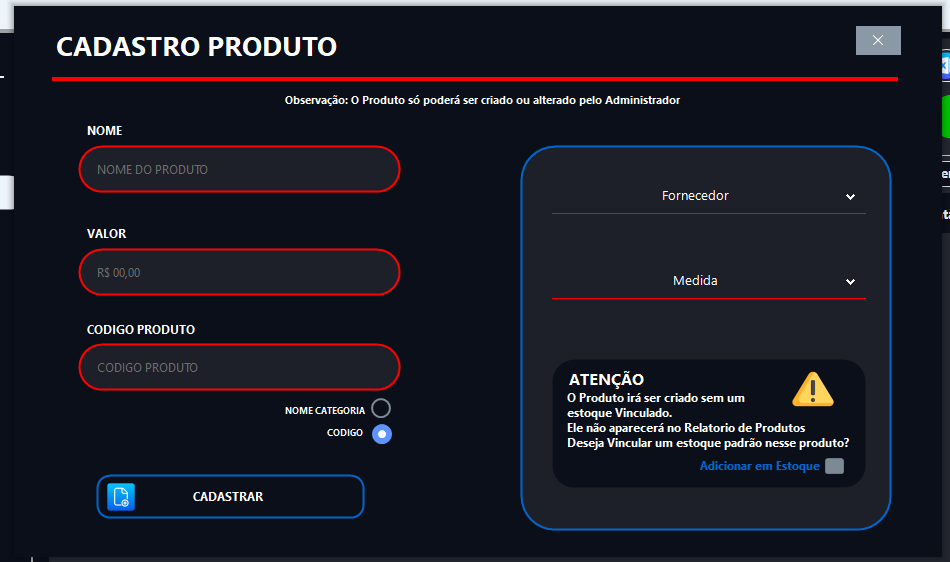 CADASTRO PRODUTO
Observação: O Produto só poderá ser criado ou alterado pelo Administrador
NOME
NOME DO PRODUTO
VALOR
R$ 00,00
CODIGO PRODUTO
CODIGO PRODUTO
NOME CATEGORIA
CODIGO
CADASTRAR
Fornecedor
Medida
ATENÇÃO
O Produto irá ser criado sem um
estoque Vinculado.
Ele não aparecerá no Relatorio de Produtos
Deseja Vincular um estoque padrão nesse produto?
Adicionar em Estoque